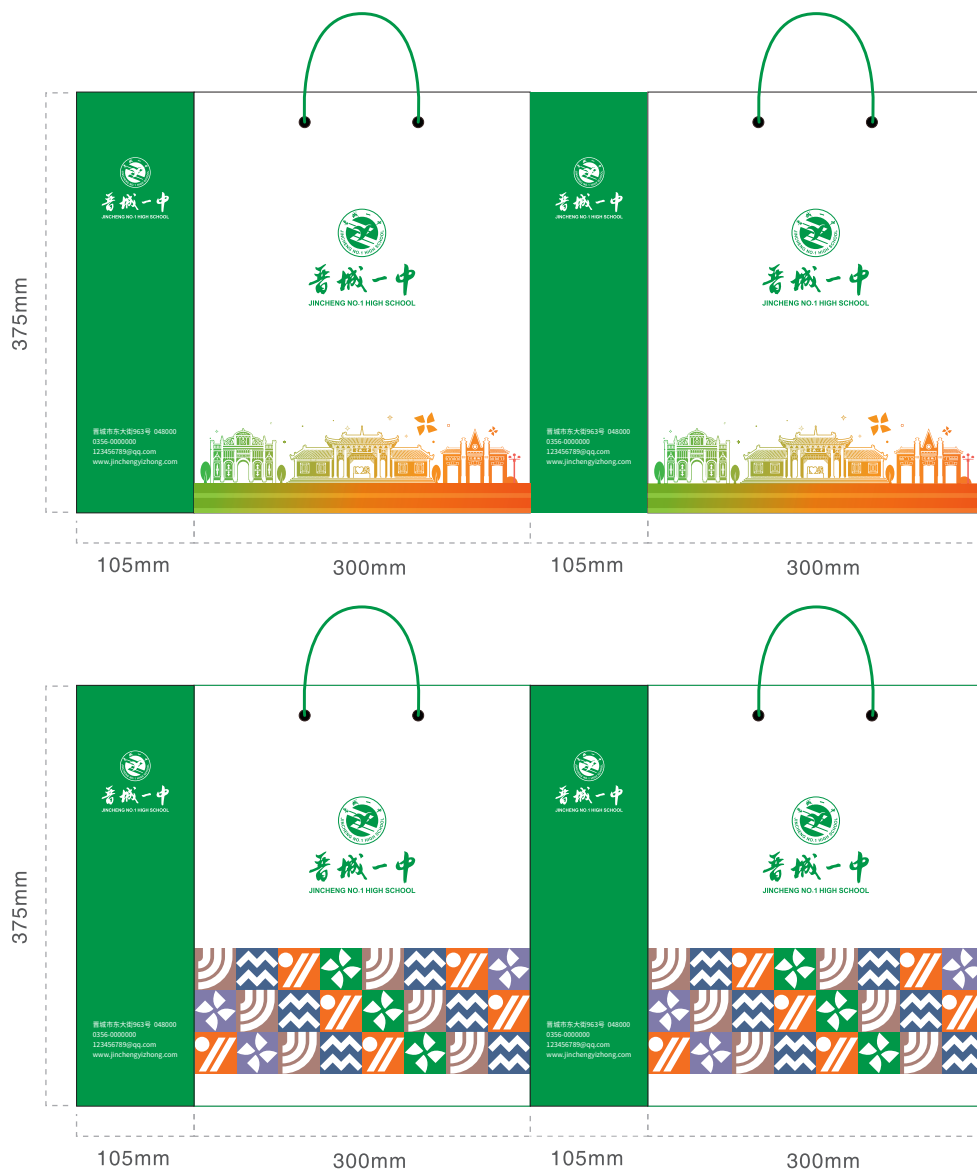 晋城一中
JINCHENG NO.1 HIGH SCHOOL
晋城市东大街963号 048000
0356-0000000
123456789@qq.com
www.jinchengyizhong.com
晋城一中
JINCHENG NO.1 HIGH SCHOOL
晋城一中
JINCHENG NO.1 HIGH SCHOOL
晋城市东大街963号 048000
0356-0000000
123456789@qq.com
www.jinchengyizhong.com
晋城一中
JINCHENG NO.1 HIGH SCHOOL
375mm
105mm
300mm
105mm
300mm
晋城一中
JINCHENG NO.1 HIGH SCHOOL
晋城市东大街963号 048000
0356-0000000
123456789@qq.com
www.jinchengyizhong.com
晋城一中
JINCHENG NO.1 HIGH SCHOOL
晋城一中
JINCHENG NO.1 HIGH SCHOOL
晋城市东大街963号 048000
0356-0000000
123456789@qq.com
www.jinchengyizhong.com
晋城一中
JINCHENG NO.1 HIGH SCHOOL
375mm
105mm
300mm
105mm
300mm